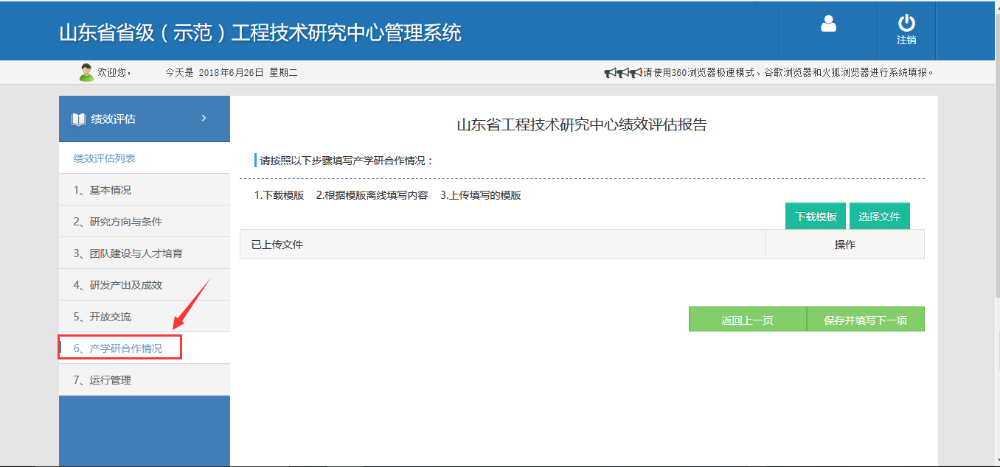 山东省省级（示范）工程技术研究中心管理系统
注销
欢迎您，
今天是 2018年6月26日 星期二
请使用360浏览器极速模式、谷歌浏览器和火狐浏览器进行系统填报。
绩效评估
绩效评估列表
1、基本情况
2、研究方向与条件
3、团队建设与人才培育
4、研发产出及成效
5、开放交流
6、产学研合作情况
7、运行管理
山东省工程技术研究中心绩效评估报告
请按照以下步骤填写产学研合作情况：
1.下载模版 2.根据模版离线填写内容 3.上传填写的模版
下载模板 选择文件
已上传文件 操作
返回上一页 保存并填写下一项